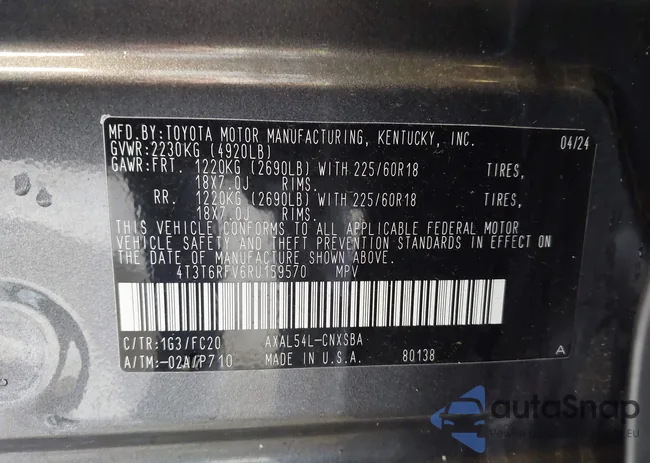 MFD.BY:TOYOTA MOTOR MANUFACTURING, KENTUCKY, INC. 04/24
GVWR:2230KG (4920LB)
GAWR:FRT. 1220KG (2690LB) WITH 225/60R18 TIRES,
18X7.0J RIMS.
RR. 1220KG (2690LB) WITH 225/60R18 TIRES,
18X7.0J RIMS.
THIS VEHICLE CONFORMS TO ALL APPLICABLE FEDERAL MOTOR
VEHICLE SAFETY AND THEFT PREVENTION STANDARDS IN EFFECT ON
THE DATE OF MANUFACTURE SHOWN ABOVE.
4T3T6RFV6RU159570 MPV
C/TR:1G3/FC20 AXAL54L-CNXSBA
A/TM:-02A/P710 MADE IN U.S.A. 80138 A
autoSnap